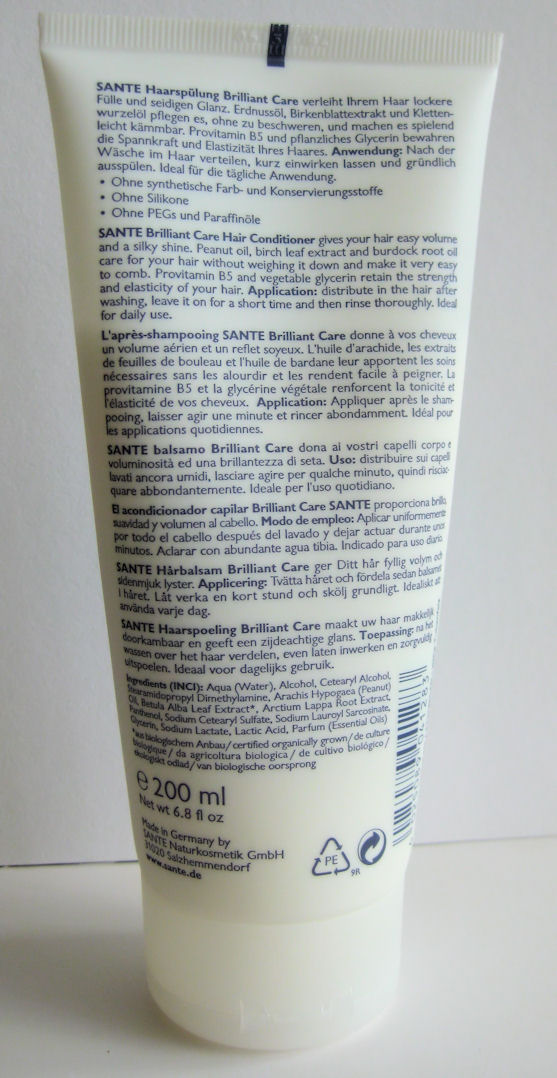 SANTE Haarspülung Brilliant Care verleiht Ihrem Haar lockere
Fülle und seidigen Glanz. Erdnussöl, Birkenblattextrakt und Kletten-
wurzelöl pflegen es, ohne zu beschweren, und machen es spielend
leicht kämmbar. Provitamin B5 und pflanzliches Glycerin bewahren
die Spannkraft und Elastizität Ihres Haares. Anwendung: Nach der
Wäsche im Haar verteilen, kurz einwirken lassen und gründlich
ausspülen. Ideal für die tägliche Anwendung.
• Ohne synthetische Farb- und Konservierungsstoffe
• Ohne Silikone
• Ohne PEGs und Paraffinöle
SANTE Brilliant Care Hair Conditioner gives your hair easy volume
and a silky shine. Peanut oil, birch leaf extract and burdock root oil
care for your hair without weighing it down and make it very easy
to comb. Provitamin B5 and vegetable glycerin retain the strength
and elasticity of your hair. Application: distribute in the hair after
washing, leave it on for a short time and then rinse thoroughly. Ideal
for daily use.
L'après-shampooing SANTE Brilliant Care donne à vos cheveux
un volume aérien et un reflet soyeux. L'huile d'arachide, les extraits
de feuilles de bouleau et l'huile de bardane leur apportent les soins
nécessaires sans les alourdir et les rendent facile à peigner. La
provitamine B5 et la glycérine végétale renforcent la tonicité et
l'élasticité de vos cheveux. Application: Appliquer après le sham-
pooing, laisser agir une minute et rincer abondamment. Idéal pour
les applications quotidiennes.
SANTE balsamo Brilliant Care dona ai vostri capelli corpo e
voluminosità ed una brillantezza di seta. Uso: distribuire sui capelli
lavati ancora umidi, lasciare agire per qualche minuto, quindi risciac-
quare abbondantemente. Ideale per l'uso quotidiano.
El acondicionador capilar Brilliant Care SANTE proporciona brillo,
suavidad y volumen al cabello. Modo de empleo: Aplicar uniformemente
por todo el cabello después del lavado y dejar actuar durante unos
minutos. Aclarar con abundante agua tibia. Indicado para uso diario.
SANTE Hårbalsam Brilliant Care ger Ditt hår fyllig volym och
sidenmjuk lyster. Applicering: Tvätta håret och fördela sedan balsamet
I håret. Låt verka en kort stund och skölj grundligt. Idealiskt att
använda varje dag.
SANTE Haarspoeling Brilliant Care maakt uw haar makkelijk
doorkambaar en geeft een zijdeachtige glans. Toepassing: na het
wassen over het haar verdelen, even laten inwerken en zorgvuldig
uitspoelen. Ideaal voor dagelijks gebruik.
Ingredients (INCI): Aqua (Water), Alcohol, Cetearyl Alcohol,
Stearamidopropyl Dimethylamine, Arachis Hypogaea (Peanut)
Oil, Betula Alba Leaf Extract*, Arctium Lappa Root Extract,
Panthenol, Sodium Cetearyl Sulfate, Sodium Lauroyl Sarcosinate,
Glycerin, Sodium Lactate, Lactic Acid, Parfum (Essential Oils)
*aus biologischem Anbau/certified organically grown/de culture
biologique/da agricoltura biologica/de cultivo biológico/
ekologiskt odlad/van biologische oorsprong
e 200 ml
Net wt 6.8 fl oz
Made in Germany by
SANTE Naturkosmetik GmbH
31020 Salzhemmendorf
www.sante.de
PE
9R